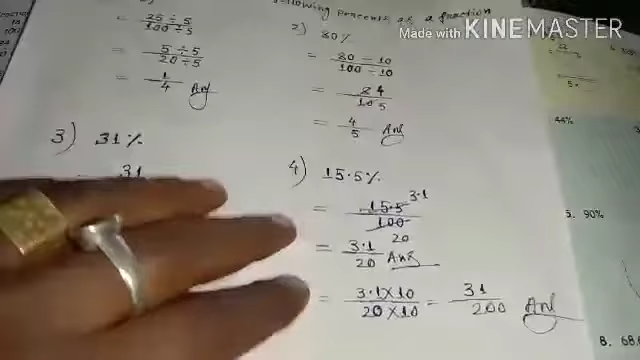 following percents as a fraction
Made with KINEMASTER
= 25 ÷ 5 / 100 ÷ 5
= 5 ÷ 5 / 20 ÷ 5
= 1/4 Ans
2) 80%
= 80 ÷ 10 / 100 ÷ 10
= 8 4 / 10 5
= 4/5 Ans
3) 31%
31
4) 15.5%
= 15.5 3.1 / 100 20
= 3.1/20 Ans
= 3.1×10 / 20×10 = 31/200 Ans
44%
5. 90%
8. 68.